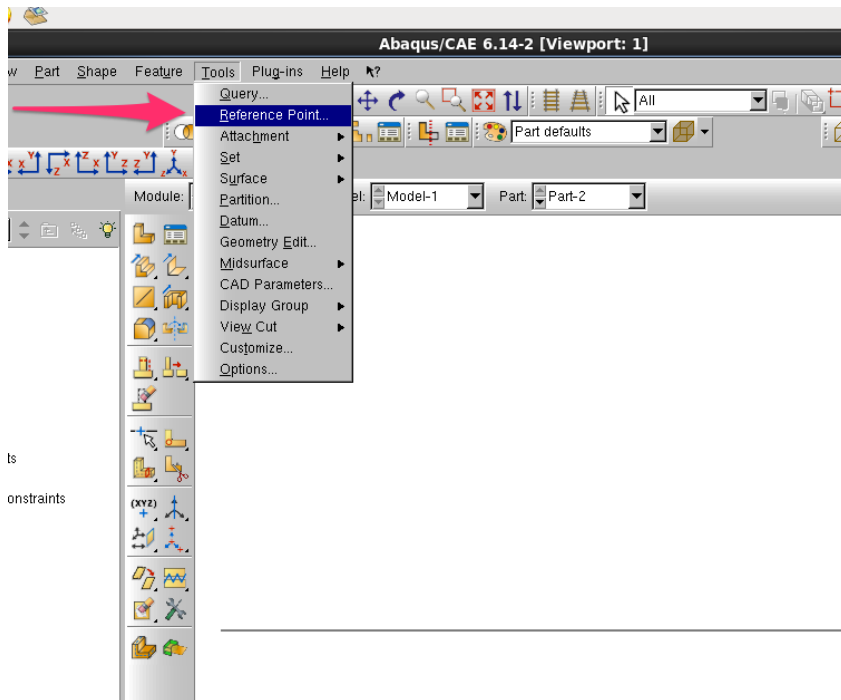 Abaqus/CAE 6.14-2 [Viewport: 1]
w Part Shape Feature Tools Plug-ins Help
Query...
All
Reference Point...
Attachment
Part defaults
Set
Surface
Module:
el: Model-1 Part: Part-2
Partition...
Datum...
Geometry Edit...
Midsurface
CAD Parameters...
Display Group
View Cut
Customize...
Options...
ts
onstraints
(XYZ)